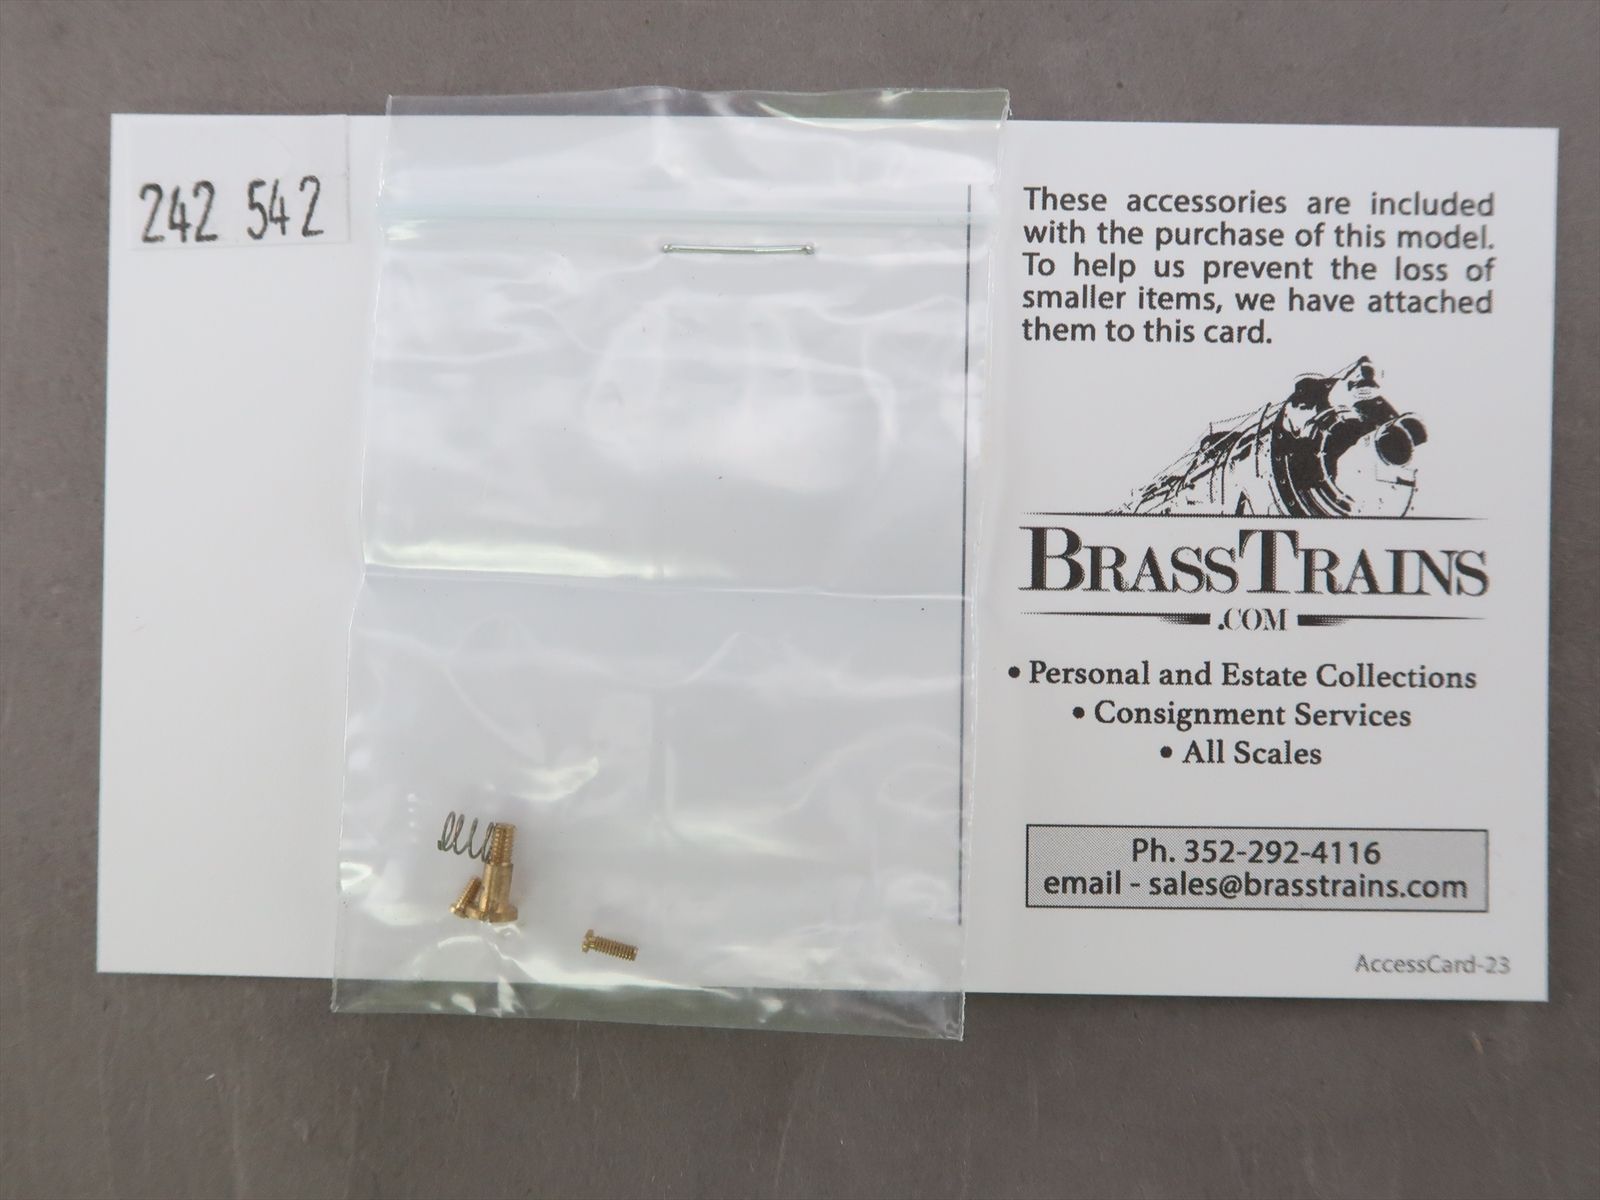 242 542
These accessories are included
with the purchase of this model.
To help us prevent the loss of
smaller items, we have attached
them to this card.
BRASSTRAINS
.COM
• Personal and Estate Collections
• Consignment Services
• All Scales
Ph. 352-292-4116
email - sales@brasstrains.com
AccessCard-23